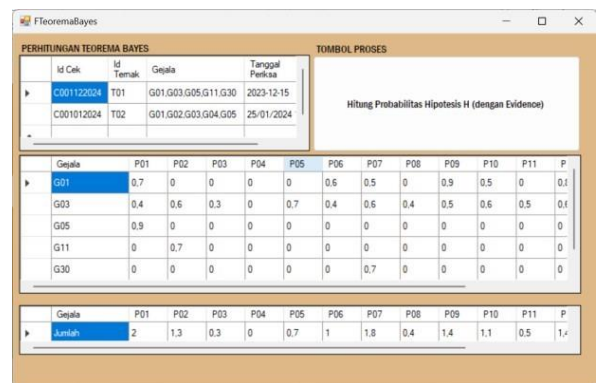 FTeoremaBayes
PERHITUNGAN TEOREMA BAYES
TOMBOL PROSES
Id Cek Id Ternak Gejala Tanggal Periksa
C001122024 T01 G01,G03,G05,G11,G30 2023-12-15
C001012024 T02 G01,G02,G03,G04,G05 25/01/2024
Hitung Probabilitas Hipotesis H (dengan Evidence)
Gejala P01 P02 P03 P04 P05 P06 P07 P08 P09 P10 P11 P
G01 0,7 0 0 0 0 0,6 0,5 0 0,9 0,5 0
G03 0,4 0,6 0,3 0 0,7 0,4 0,6 0,4 0,5 0,6 0,5
G05 0,9 0 0 0 0 0 0 0 0 0 0 0
G11 0 0,7 0 0 0 0 0 0 0 0 0 0
G30 0 0 0 0 0 0 0,7 0 0 0 0 0
Gejala P01 P02 P03 P04 P05 P06 P07 P08 P09 P10 P11 P
Jumlah 2 1,3 0,3 0 0,7 1 1,8 0,4 1,4 1,1 0,5